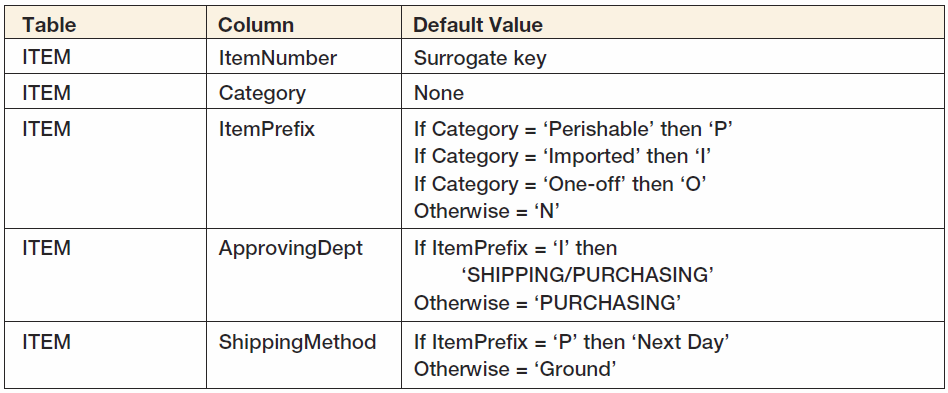 Table Column Default Value
ITEM ItemNumber Surrogate key
ITEM Category None
ITEM ItemPrefix If Category = ‘Perishable’ then ‘P’
If Category = ‘Imported’ then ‘I’
If Category = ‘One-off’ then ‘O’
Otherwise = ‘N’
ITEM ApprovingDept If ItemPrefix = ‘I’ then
‘SHIPPING/PURCHASING’
Otherwise = ‘PURCHASING’
ITEM ShippingMethod If ItemPrefix = ‘P’ then ‘Next Day’
Otherwise = ‘Ground’